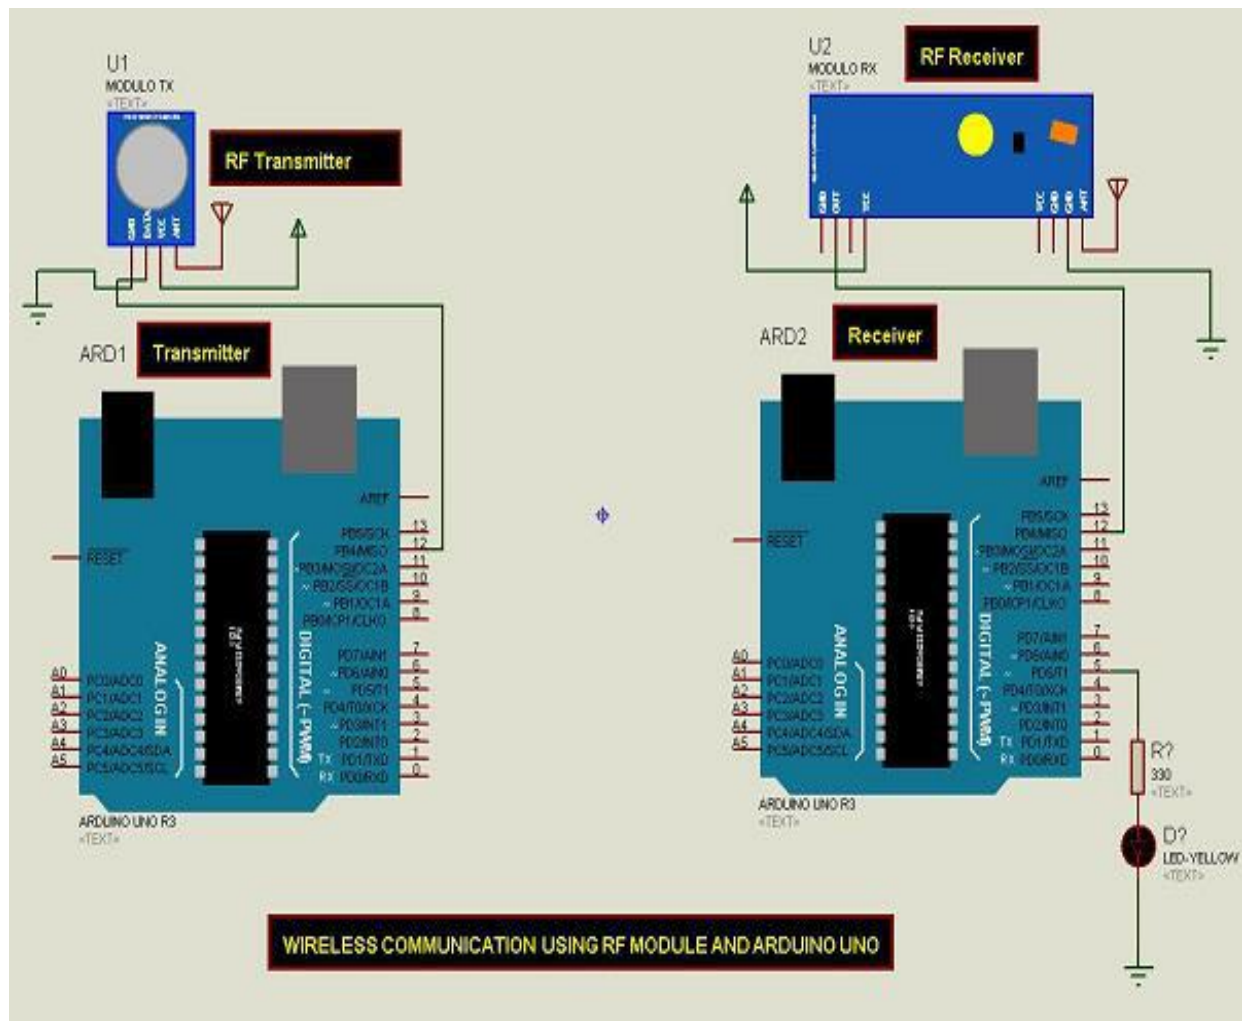 U1
MODULO TX
<TEXT>
RF Transmitter
GND
DATA
VCC
ANT
U2
MODULO RX
<TEXT>
RF Receiver
GND
OUT
VCC
VCC
GND
GND
ANT
ARD1
Transmitter
AREF
RESET
PB5/SCK 13
PB4/MISO 12
~PB3/MOSI/OC2A 11
~PB2/SS/OC1B 10
~PB1/OC1A 9
PB0/ICP1/CLKO 8
PD7/AIN1 7
~PD6/AIN0 6
~PD5/T1 5
PD4/T0/XCK 4
~PD3/INT1 3
PD2/INT0 2
TX PD1/TXD 1
RX PD0/RXD 0
A0 PC0/ADC0
A1 PC1/ADC1
A2 PC2/ADC2
A3 PC3/ADC3
A4 PC4/ADC4/SDA
A5 PC5/ADC5/SCL
ANALOG IN
DIGITAL (~PWM)
ARDUINO UNO R3
<TEXT>
ARD2
Receiver
AREF
RESET
PB5/SCK 13
PB4/MISO 12
~PB3/MOSI/OC2A 11
~PB2/SS/OC1B 10
~PB1/OC1A 9
PB0/ICP1/CLKO 8
PD7/AIN1 7
~PD6/AIN0 6
~PD5/T1 5
PD4/T0/XCK 4
~PD3/INT1 3
PD2/INT0 2
TX PD1/TXD 1
RX PD0/RXD 0
A0 PC0/ADC0
A1 PC1/ADC1
A2 PC2/ADC2
A3 PC3/ADC3
A4 PC4/ADC4/SDA
A5 PC5/ADC5/SCL
ANALOG IN
DIGITAL (~PWM)
ARDUINO UNO R3
<TEXT>
R?
330
<TEXT>
D?
LED-YELLOW
<TEXT>
WIRELESS COMMUNICATION USING RF MODULE AND ARDUINO UNO